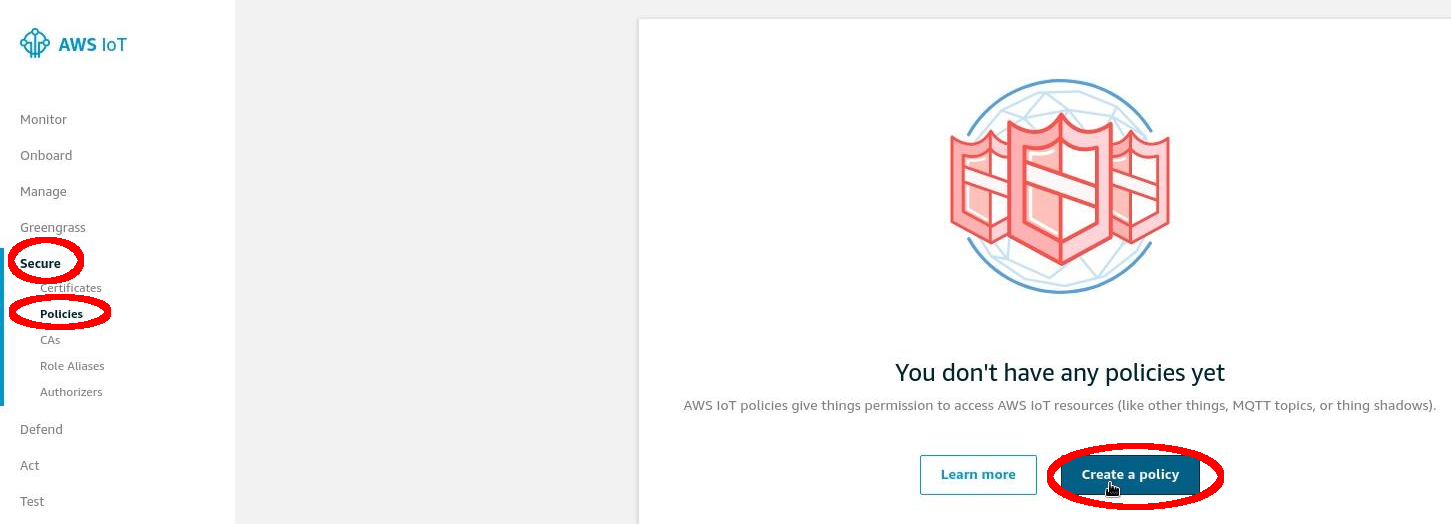 AWS IoT
Monitor
Onboard
Manage
Greengrass
Secure
Certificates
Policies
CAs
Role Aliases
Authorizers
Defend
Act
Test
You don't have any policies yet
AWS IoT policies give things permission to access AWS IoT resources (like other things, MQTT topics, or thing shadows).
Learn more
Create a policy